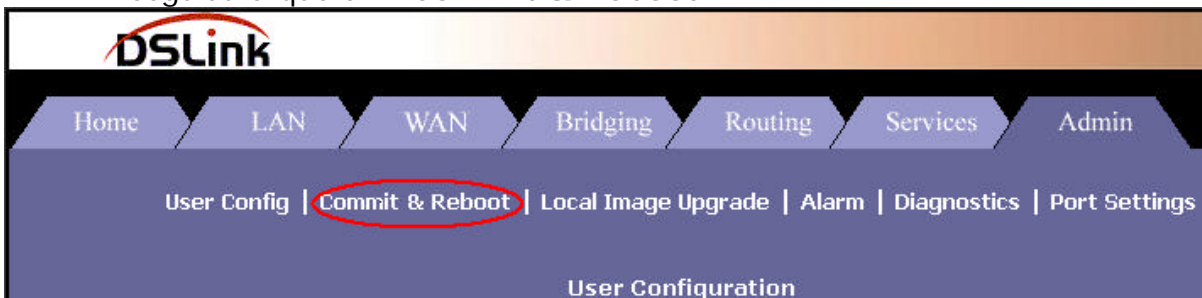 DSLink
Home LAN WAN Bridging Routing Services Admin
User Config | Commit & Reboot | Local Image Upgrade | Alarm | Diagnostics | Port Settings
User Configuration